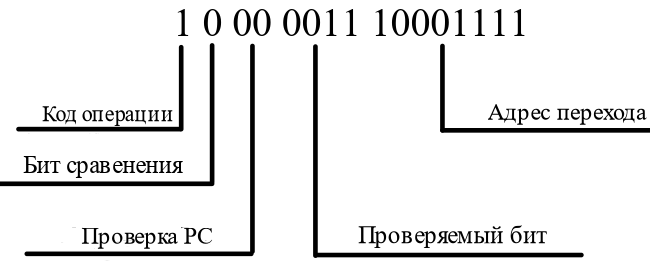 1 0 00 0011 10001111
Код операции
Адрес перехода
Бит сравенения
Проверка РС
Проверяемый бит